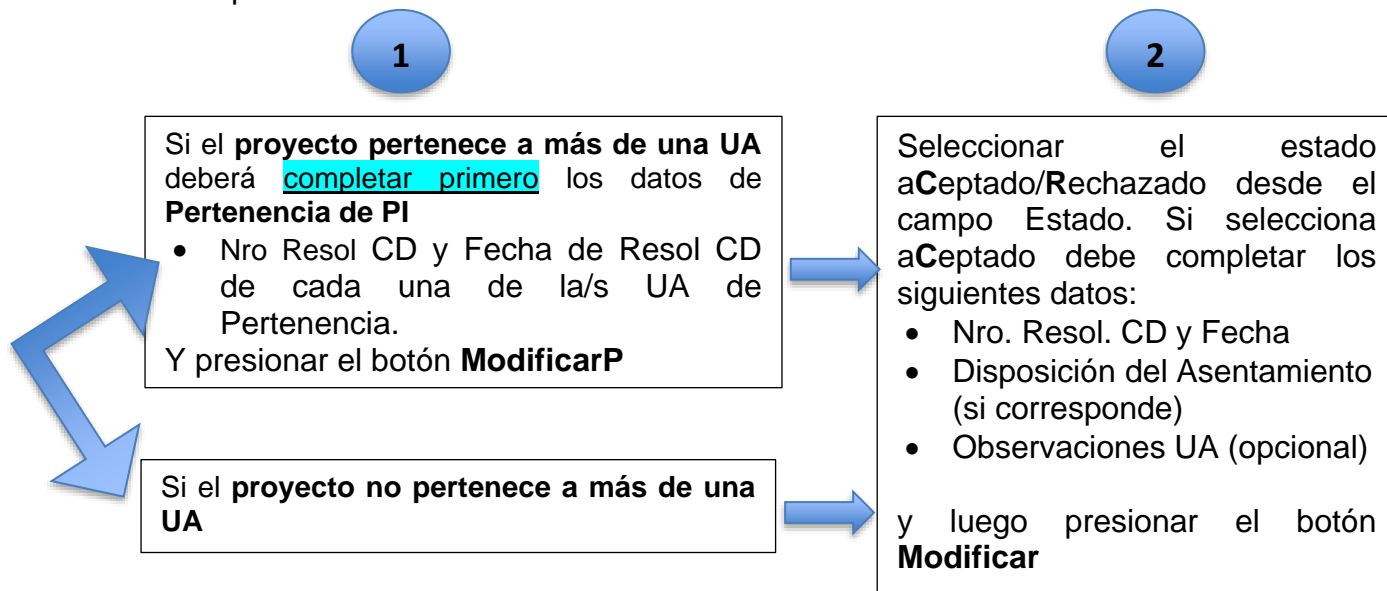 1
2
Si el proyecto pertenece a más de una UA
deberá completar primero los datos de
Pertenencia de PI
• Nro Resol CD y Fecha de Resol CD
de cada una de la/s UA de
Pertenencia.
Y presionar el botón ModificarP
Si el proyecto no pertenece a más de una
UA
Seleccionar el estado
aCeptado/Rechazado desde el
campo Estado. Si selecciona
aCeptado debe completar los
siguientes datos:
• Nro. Resol. CD y Fecha
• Disposición del Asentamiento
(si corresponde)
• Observaciones UA (opcional)
y luego presionar el botón
Modificar